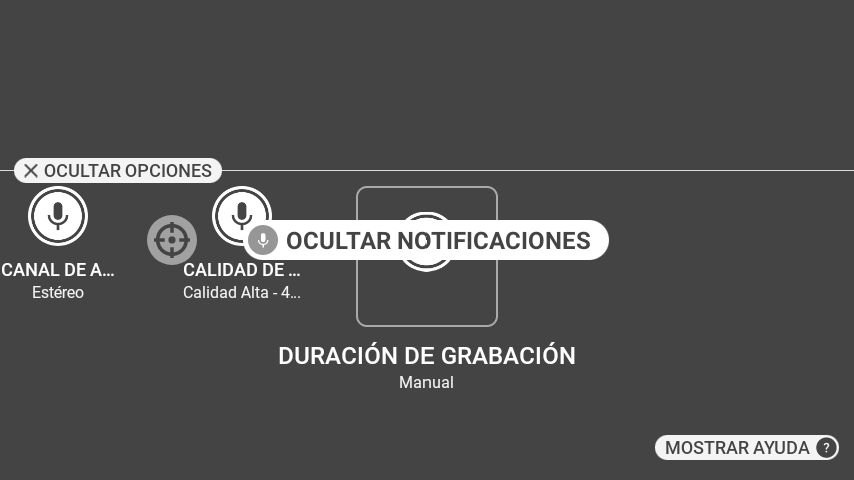 OCULTAR OPCIONES
OCULTAR NOTIFICACIONES
CANAL DE A...
Estéreo
CALIDAD DE ...
Calidad Alta - 4...
DURACIÓN DE GRABACIÓN
Manual
MOSTRAR AYUDA ?